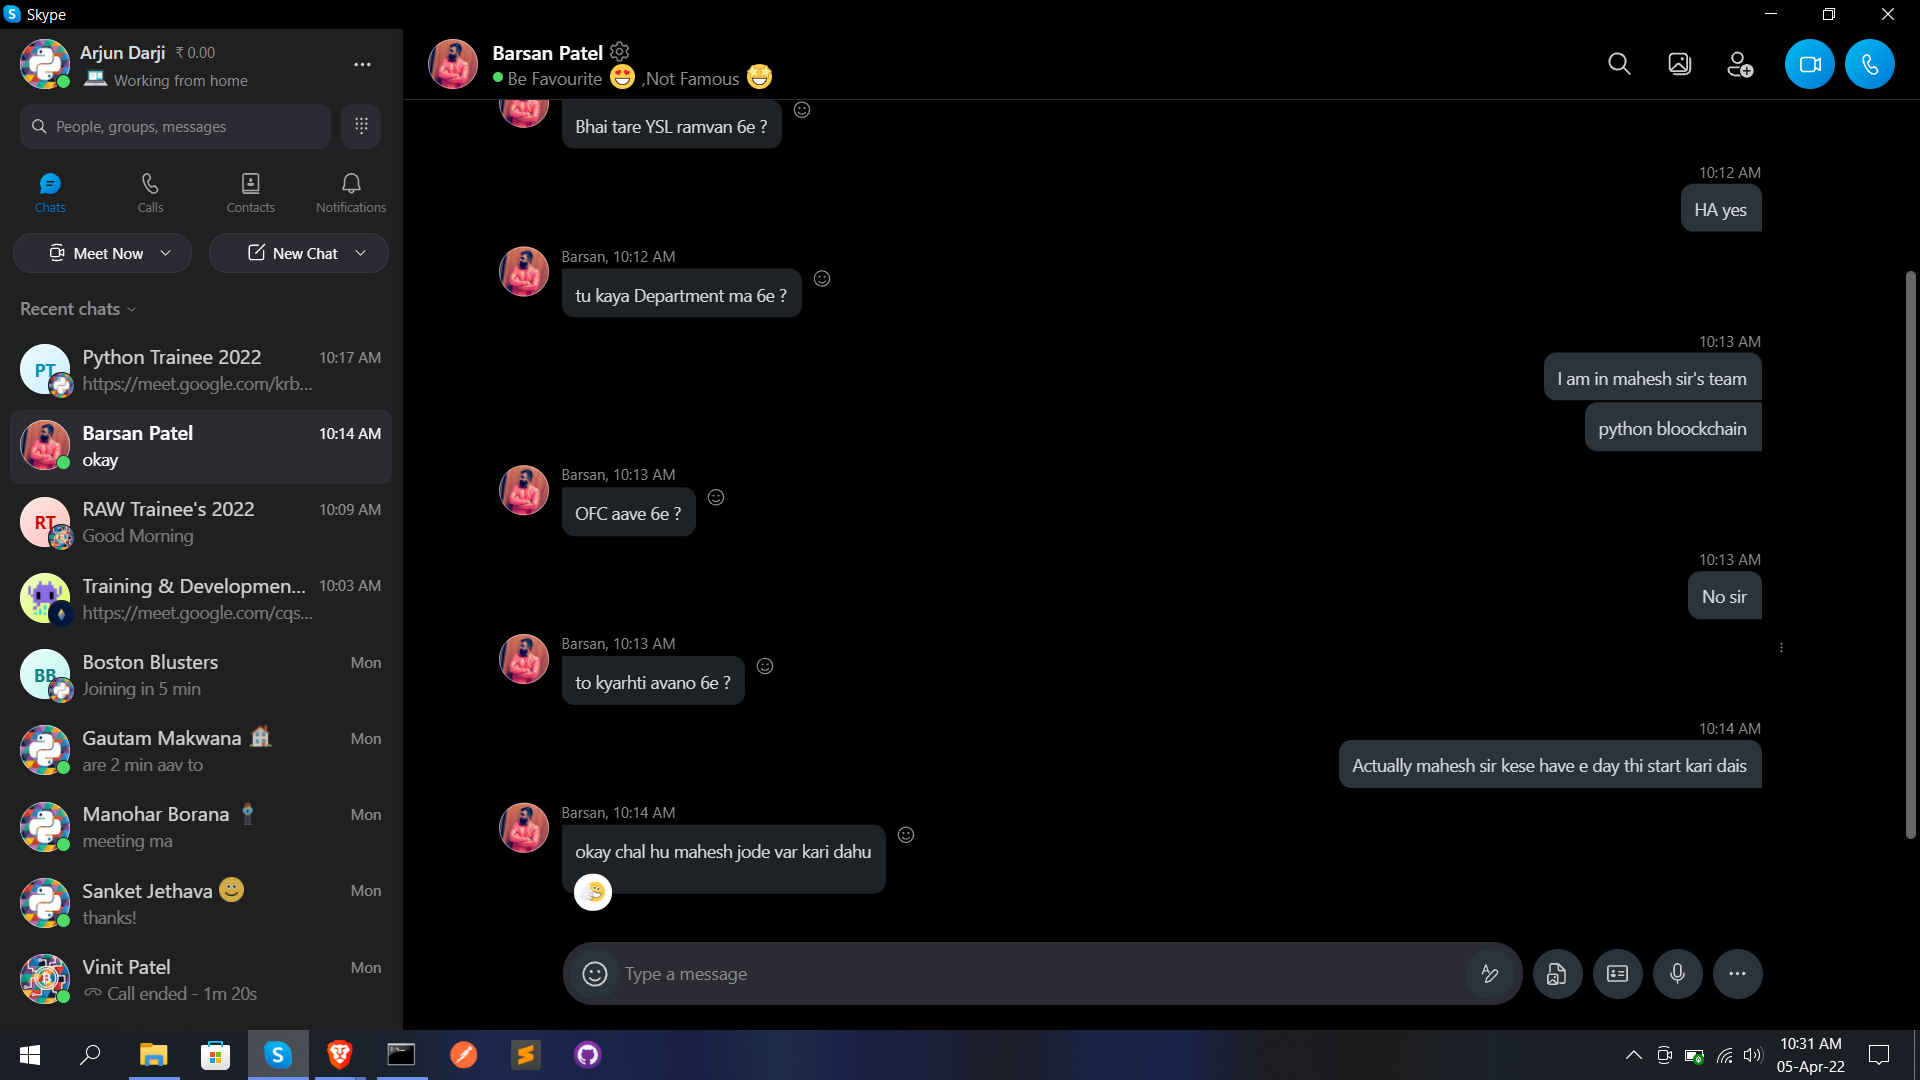 Skype
Arjun Darji ₹ 0.00
Working from home
People, groups, messages
Chats
Calls
Contacts
Notifications
Meet Now
New Chat
Recent chats
PT
Python Trainee 2022 10:17 AM
https://meet.google.com/krb...
Barsan Patel 10:14 AM
okay
RT
RAW Trainee's 2022 10:09 AM
Good Morning
Training & Developmen... 10:03 AM
https://meet.google.com/cqs...
BB
Boston Blusters Mon
Joining in 5 min
Gautam Makwana Mon
are 2 min aav to
Manohar Borana Mon
meeting ma
Sanket Jethava Mon
thanks!
Vinit Patel Mon
Call ended - 1m 20s
Barsan Patel
Be Favourite 😍 ,Not Famous 🤩
Bhai tare YSL ramvan 6e ?
10:12 AM
HA yes
Barsan, 10:12 AM
tu kaya Department ma 6e ?
10:13 AM
I am in mahesh sir's team
python bloockchain
Barsan, 10:13 AM
OFC aave 6e ?
10:13 AM
No sir
Barsan, 10:13 AM
to kyarhti avano 6e ?
10:14 AM
Actually mahesh sir kese have e day thi start kari dais
Barsan, 10:14 AM
okay chal hu mahesh jode var kari dahu
Type a message
10:31 AM
05-Apr-22